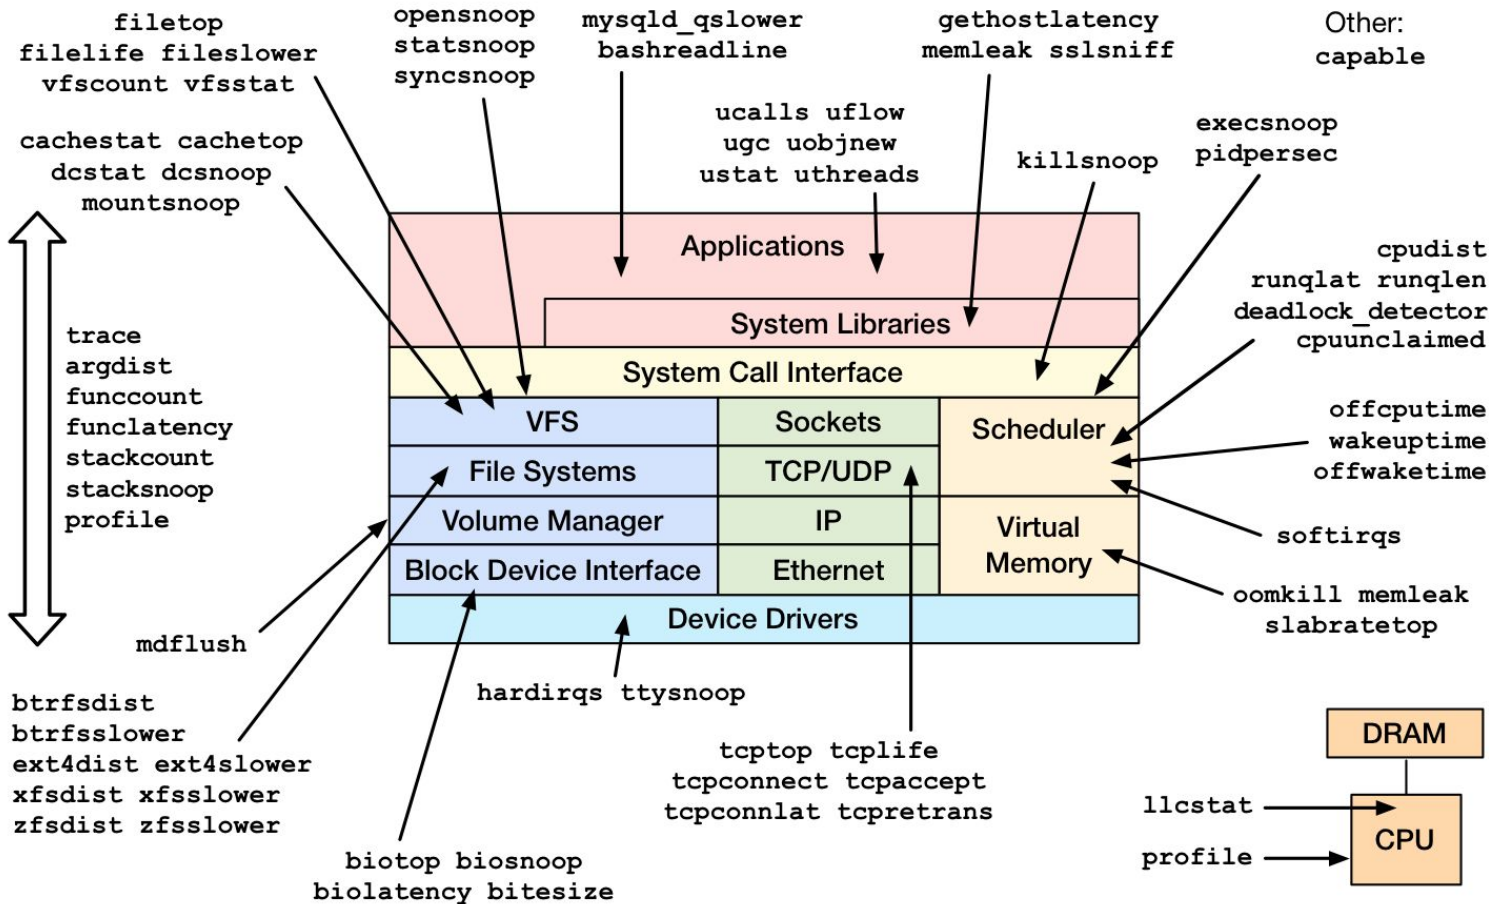 filetop
filelife fileslower
vfscount vfsstat
opensnoop
statsnoop
syncsnoop
mysqld_qslower
bashreadline
gethostlatency
memleak sslsniff
Other:
capable
cachestat cachetop
dcstat dcsnoop
mountsnoop
ucalls uflow
ugc uobjnew
ustat uthreads
killsnoop
execsnoop
pidpersec
trace
argdist
funccount
funclatency
stackcount
stacksnoop
profile
Applications
System Libraries
System Call Interface
VFS
File Systems
Volume Manager
Block Device Interface
Sockets
TCP/UDP
IP
Ethernet
Scheduler
Virtual
Memory
Device Drivers
cpudist
runqlat runqlen
deadlock_detector
cpuunclaimed
offcputime
wakeuptime
offwaketime
softirqs
oomkill memleak
slabratetop
mdflush
btrfsdist
btrfsslower
ext4dist ext4slower
xfsdist xfsslower
zfsdist zfsslower
hardirqs ttysnoop
biotop biosnoop
biolatency bitesize
tcptop tcplife
tcpconnect tcpaccept
tcpconnlat tcpretrans
DRAM
llcstat
CPU
profile